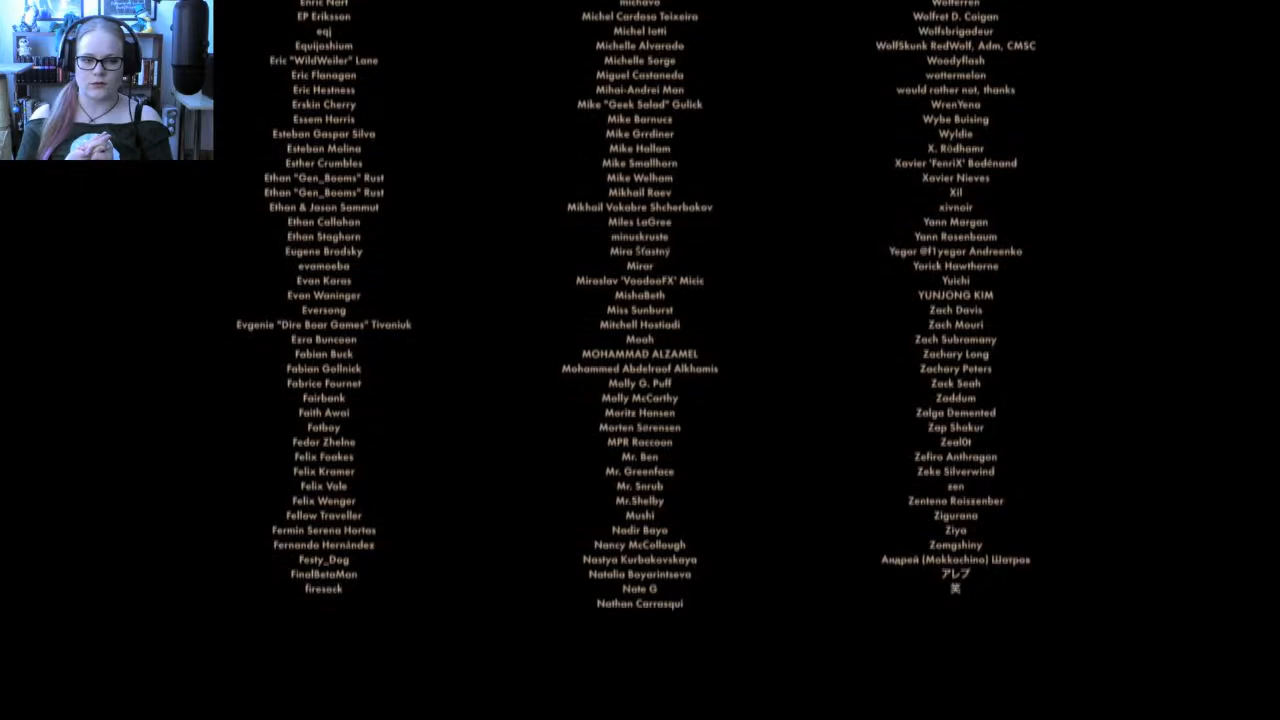 Enric Nart
EP Eriksson
eqj
Equijoshium
Eric "WildWeiler" Lane
Eric Flanagan
Eric Hestness
Erskin Cherry
Essem Harris
Esteban Gaspar Silva
Esteban Molina
Esther Crumbles
Ethan "Gen_Booms" Rust
Ethan "Gen_Booms" Rust
Ethan & Jason Sammut
Ethan Callahan
Ethan Staghorn
Eugene Brodsky
evamoeba
Evan Karas
Evan Waninger
Eversong
Evgenie "Dire Boar Games" Tivaniuk
Ezra Buncoon
Fabian Buck
Fabian Gollnick
Fabrice Fournet
Fairbank
Faith Awai
Fatboy
Fedor Zhelne
Felix Foakes
Felix Kramer
Felix Vale
Felix Wenger
Fellow Traveller
Fermin Serena Hortas
Fernando Hernández
Festy_Dog
FinalBetaMan
firesock
michavo
Michel Cardoso Teixeira
Michel Iotti
Michelle Alvarado
Michelle Sorge
Miguel Castaneda
Mihai-Andrei Man
Mike "Geek Salad" Gulick
Mike Barnucz
Mike Grrdiner
Mike Hallam
Mike Smallhorn
Mike Welham
Mikhail Raev
Mikhail Vokabre Shcherbakov
Miles LaGree
minuskruste
Mira Šťastný
Mirar
Miroslav 'VoodooFX' Micic
MishaBeth
Miss Sunburst
Mitchell Hostiadi
Moah
MOHAMMAD ALZAMEL
Mohammed Abdelraof Alkhamis
Molly G. Puff
Molly McCarthy
Moritz Hansen
Morten Sørensen
MPR Raccoon
Mr. Ben
Mr. Greenface
Mr. Snrub
Mr.Shelby
Mushi
Nadir Bayo
Nancy McCollough
Nastya Kurbakovskaya
Natalia Boyarintseva
Nate G
Nathan Carrasqui
Wolferren
Wolfret D. Caigan
Wolfsbrigadeur
WolfSkunk RedWolf, Adm, CMSC
Woodyflash
wottermelon
would rather not, thanks
WrenYena
Wybe Buising
Wyldie
X. Rödhamr
Xavier 'FenriX' Bodénand
Xavier Nieves
Xil
xivnoir
Yann Morgan
Yann Rosenbaum
Yegor @f1yegor Andreenko
Yorick Hawthorne
Yuichi
YUNJONG KIM
Zach Davis
Zach Mouri
Zach Subramany
Zachary Long
Zachary Peters
Zack Seah
Zaddum
Zalga Demented
Zap Shakur
Zeal0t
Zefiro Anthragon
Zeke Silverwind
zen
Zenteno Raiszenber
Zigurana
Ziya
Zomgshiny
Андрей (Mokkachino) Шатров
アレプ
笑